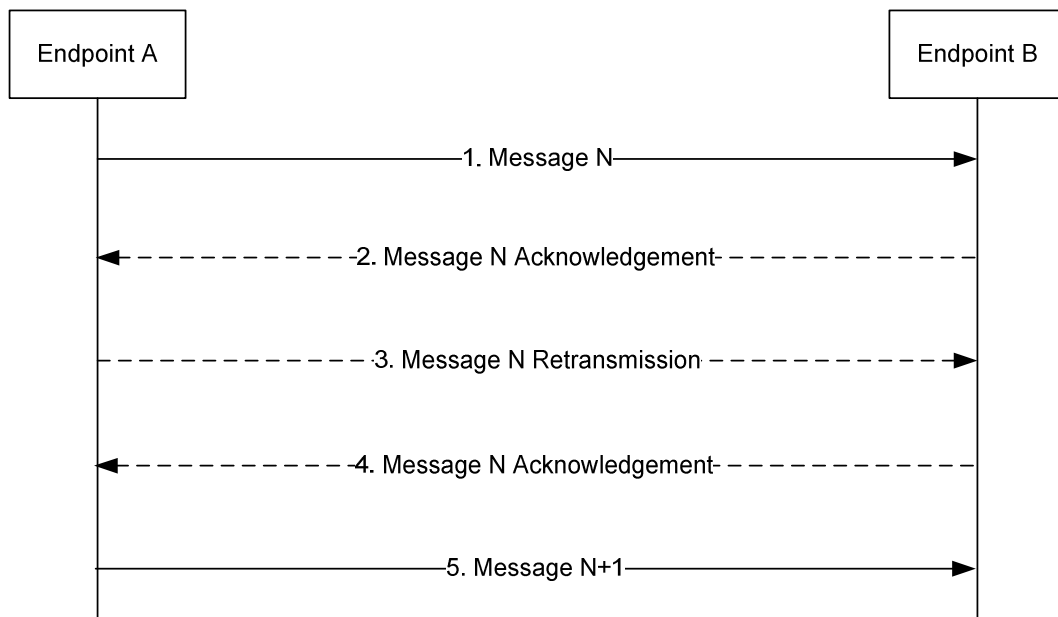 Endpoint A
Endpoint B
1. Message N
2. Message N Acknowledgement
3. Message N Retransmission
4. Message N Acknowledgement
5. Message N+1